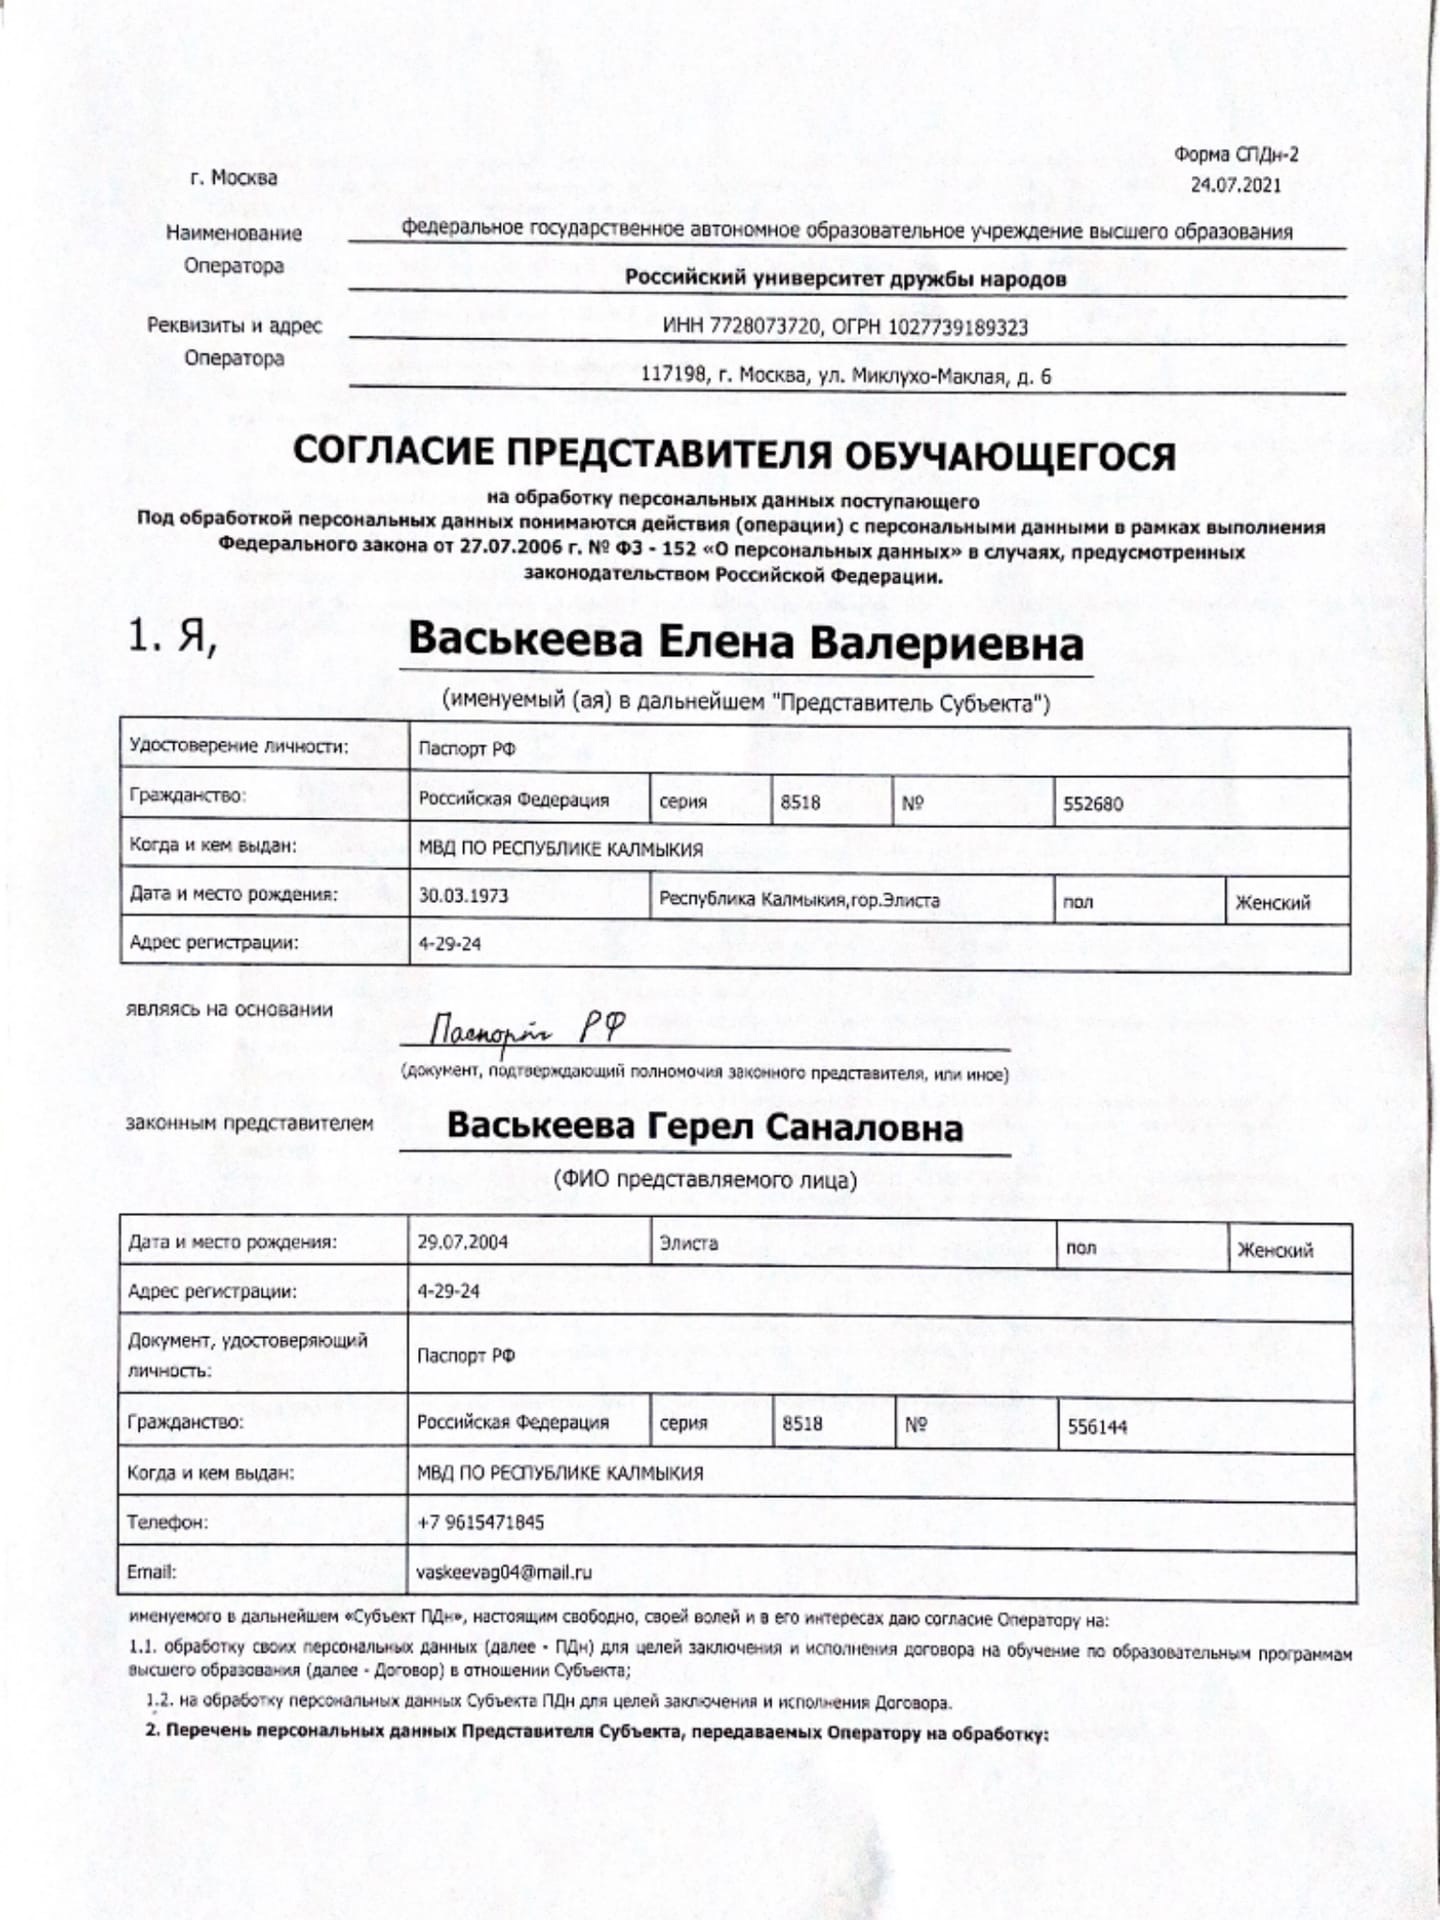 Форма СПДн-2
г. Москва
24.07.2021
Наименование Оператора
федеральное государственное автономное образовательное учреждение высшего образования
Российский университет дружбы народов
Реквизиты и адрес Оператора
ИНН 7728073720, ОГРН 1027739189323
117198, г. Москва, ул. Миклухо-Маклая, д. 6
СОГЛАСИЕ ПРЕДСТАВИТЕЛЯ ОБУЧАЮЩЕГОСЯ
на обработку персональных данных поступающего
Под обработкой персональных данных понимаются действия (операции) с персональными данными в рамках выполнения
Федерального закона от 27.07.2006 г. № ФЗ - 152 «О персональных данных» в случаях, предусмотренных
законодательством Российской Федерации.
1. Я, Васькеева Елена Валериевна
(именуемый (ая) в дальнейшем "Представитель Субъекта")
Удостоверение личности: Паспорт РФ
Гражданство: Российская Федерация серия 8518 № 552680
Когда и кем выдан: МВД ПО РЕСПУБЛИКЕ КАЛМЫКИЯ
Дата и место рождения: 30.03.1973 Республика Калмыкия,гор.Элиста пол Женский
Адрес регистрации: 4-29-24
являясь на основании Паспорт РФ
(документ, подтверждающий полномочия законного представителя, или иное)
законным представителем Васькеева Герел Саналовна
(ФИО представляемого лица)
Дата и место рождения: 29.07.2004 Элиста пол Женский
Адрес регистрации: 4-29-24
Документ, удостоверяющий личность: Паспорт РФ
Гражданство: Российская Федерация серия 8518 № 556144
Когда и кем выдан: МВД ПО РЕСПУБЛИКЕ КАЛМЫКИЯ
Телефон: +7 9615471845
Email: vaskeevag04@mail.ru
именуемого в дальнейшем «Субъект ПДн», настоящим свободно, своей волей и в его интересах даю согласие Оператору на:
1.1. обработку своих персональных данных (далее - ПДн) для целей заключения и исполнения договора на обучение по образовательным программам
высшего образования (далее - Договор) в отношении Субъекта;
1.2. на обработку персональных данных Субъекта ПДн для целей заключения и исполнения Договора.
2. Перечень персональных данных Представителя Субъекта, передаваемых Оператору на обработку: